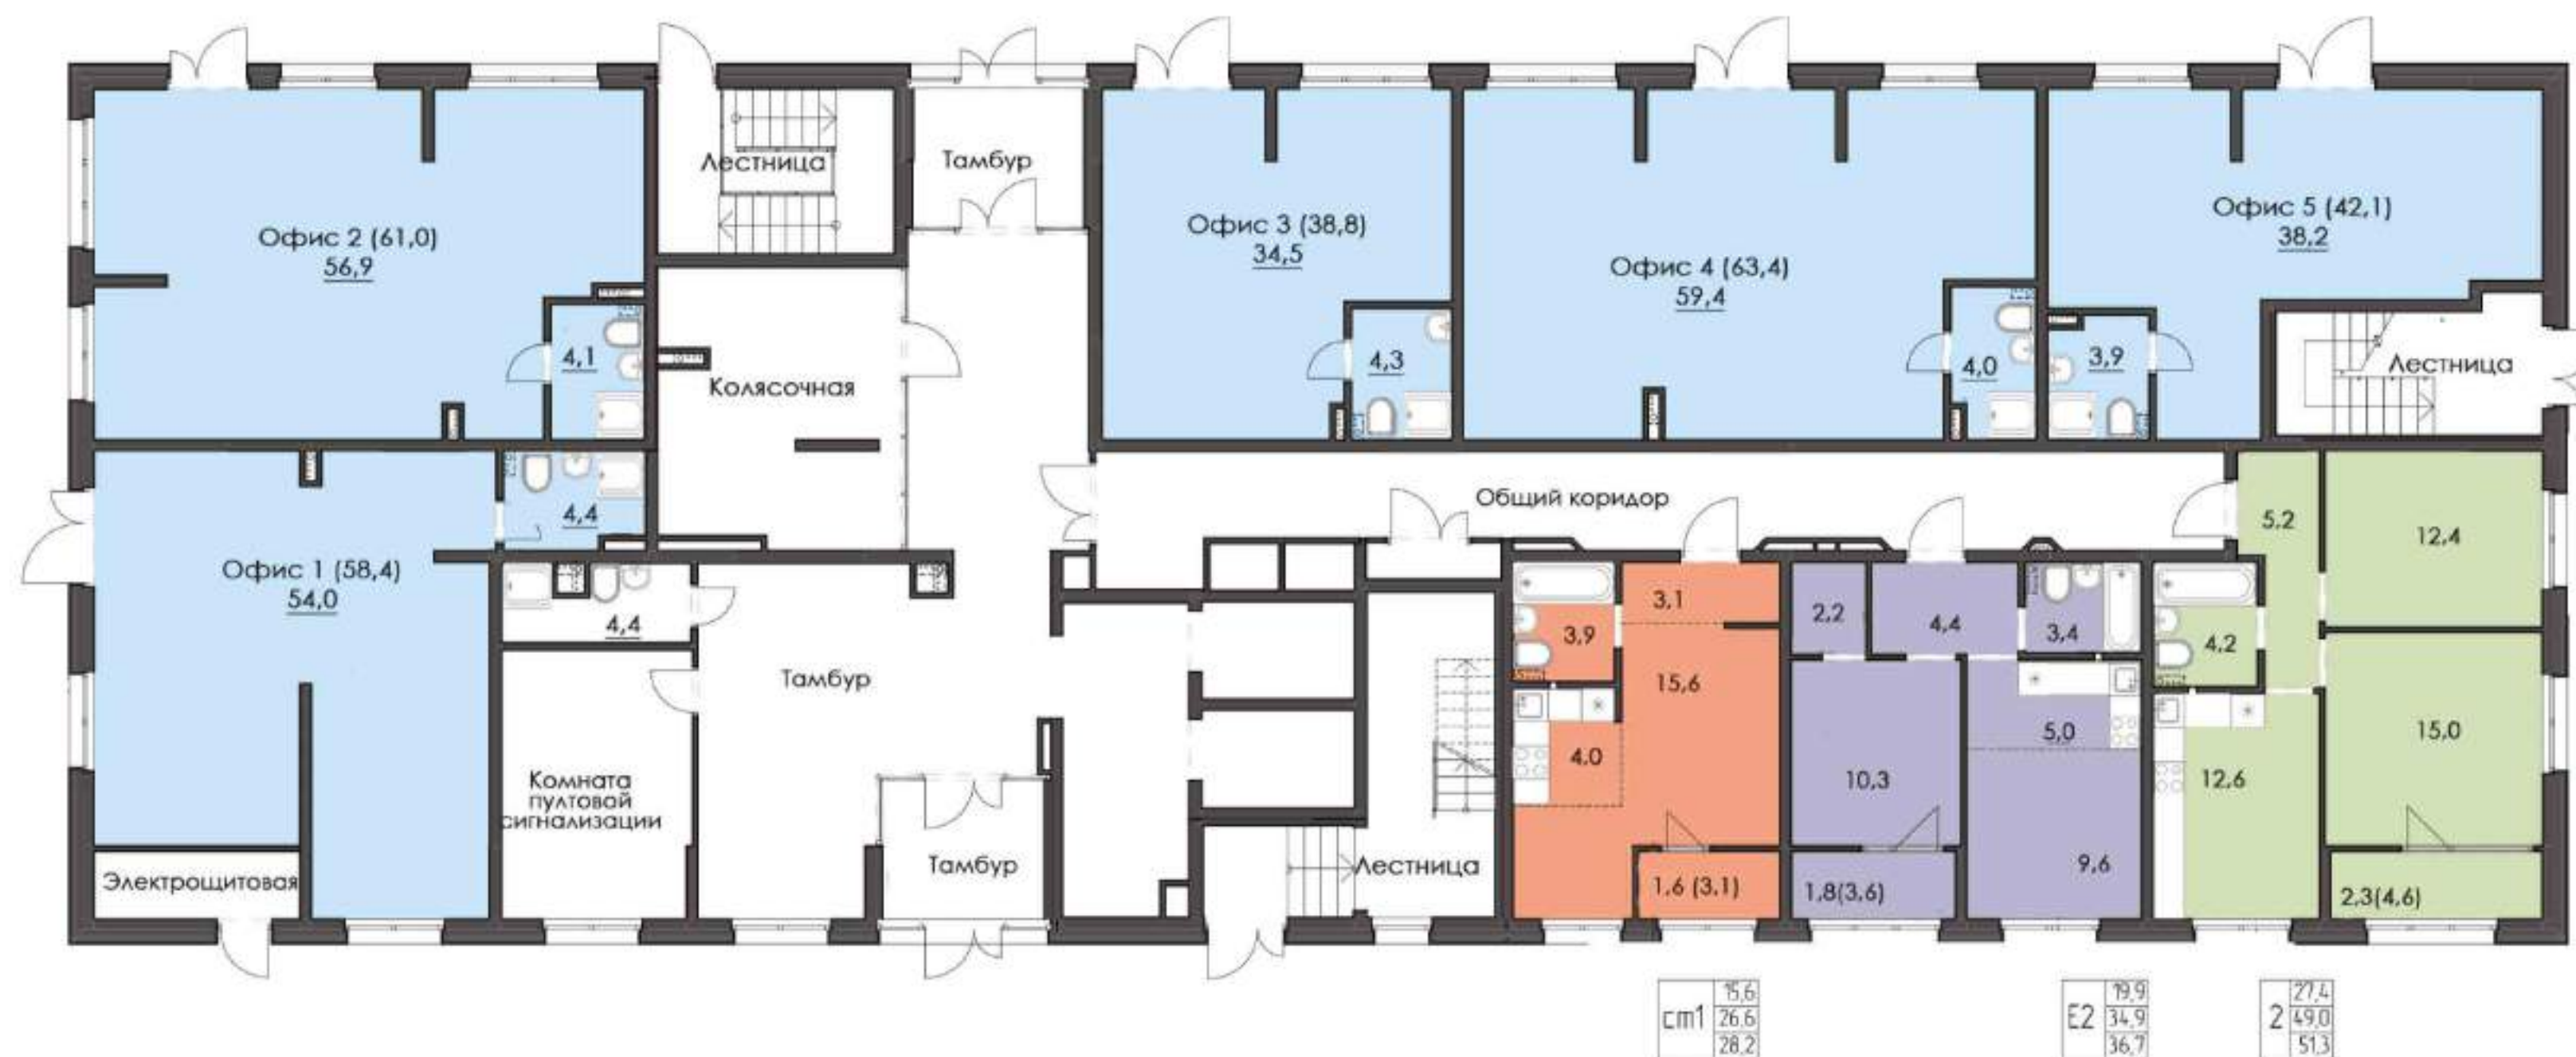 Лестница
Тамбур
Офис 2 (61,0)
56,9
Офис 3 (38,8)
34,5
Офис 4 (63,4)
59,4
Офис 5 (42,1)
38,2
4,1
Колясочная
4,3
4,0
3,9
Лестница
4,4
Общий коридор
5,2
12,4
Офис 1 (58,4)
54,0
4,4
Тамбур
3,1
3,9
15,6
4,0
2,2
4,4
3,4
4,2
10,3
5,0
12,6
15,0
Комната
пултовой
сигнализации
Электрощитовая
Тамбур
Лестница
1,6 (3,1)
1,8(3,6)
9,6
2,3(4,6)
ст1
15,6
26,6
28,2
Е2
19,9
34,9
36,7
2
27,4
49,0
51,3